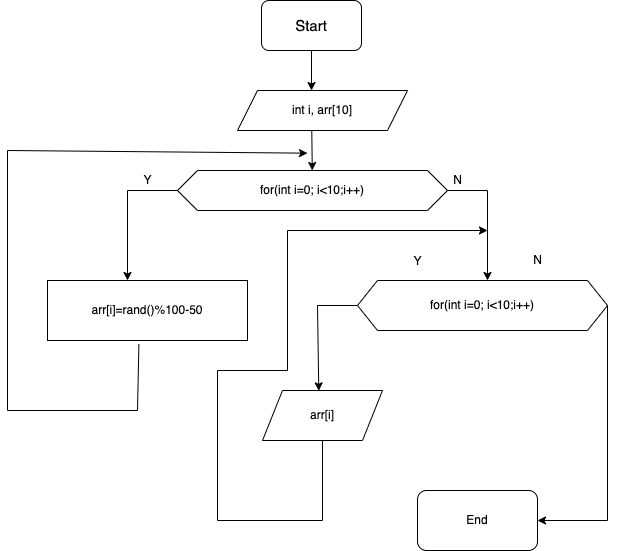 Start
int i, arr[10]
Y
for(int i=0; i<10;i++)
N
arr[i]=rand()%100-50
Y
N
for(int i=0; i<10;i++)
arr[i]
End